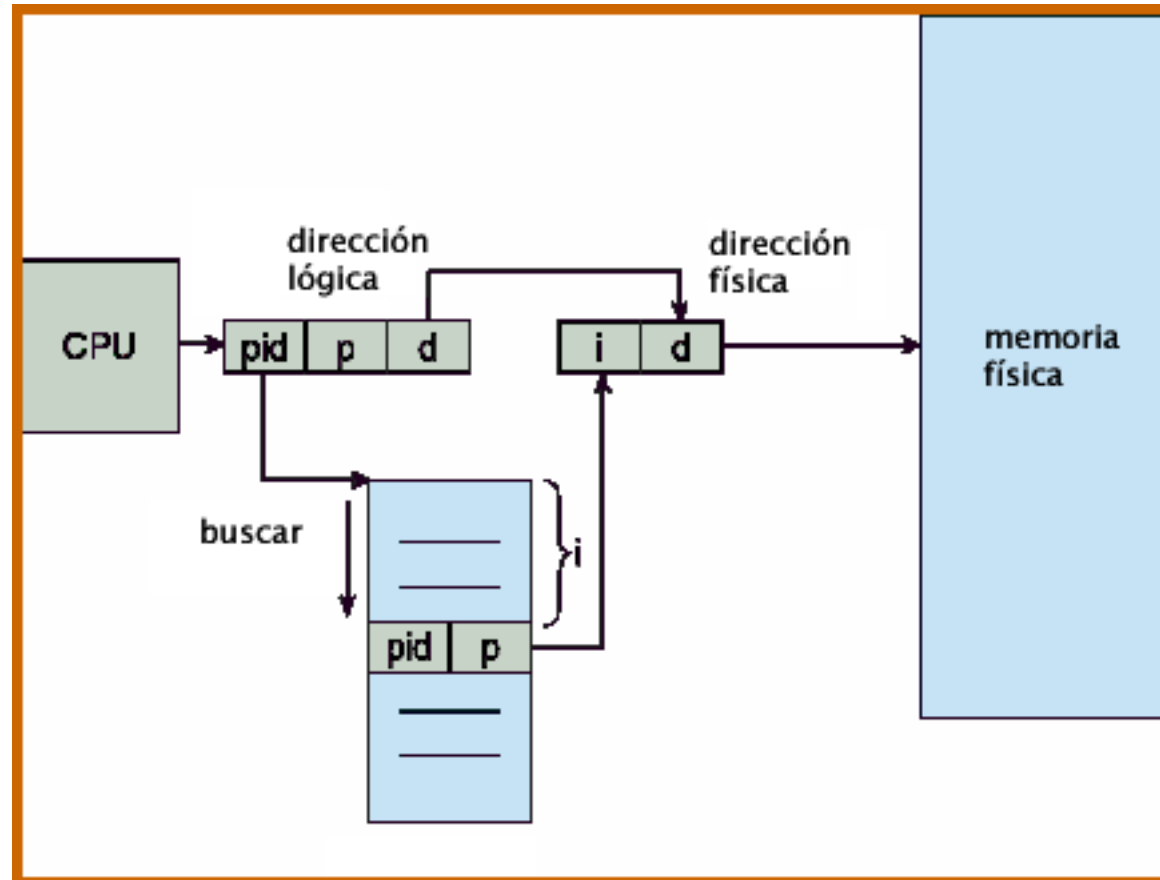 dirección
lógica
dirección
física
CPU
pid p d
i d
memoria
física
buscar
i
pid p